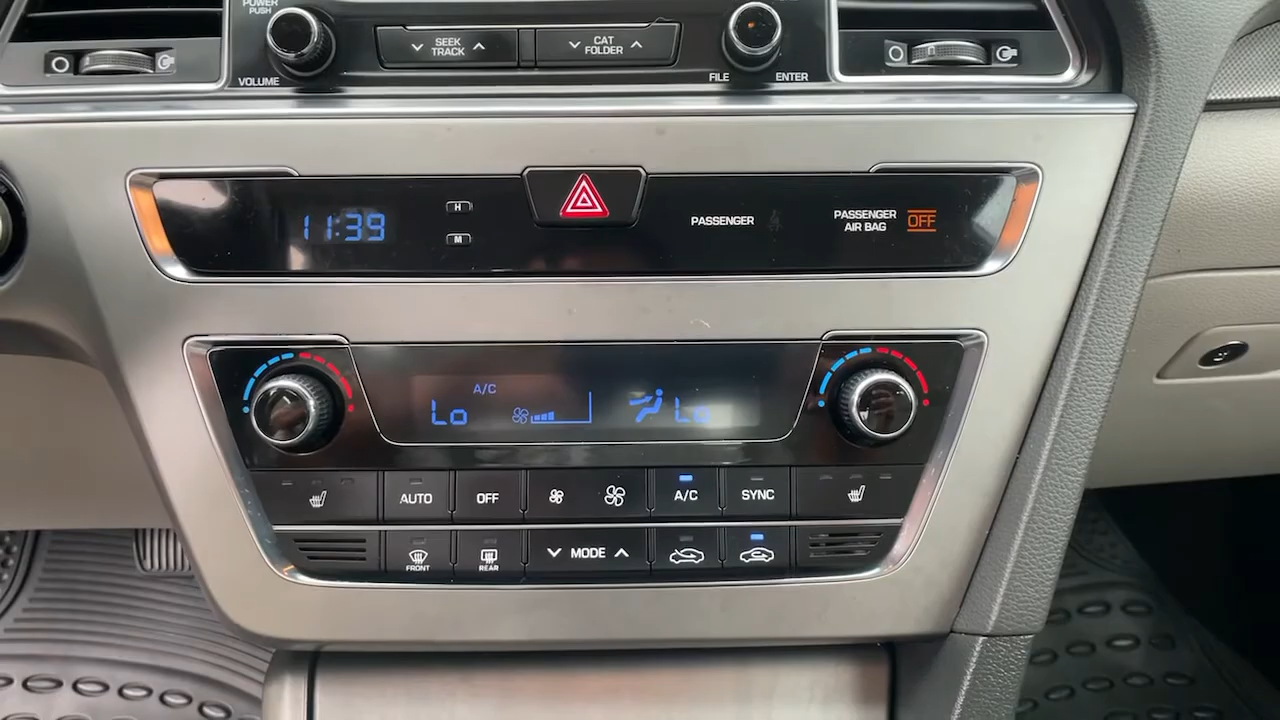 POWER
PUSH
VOLUME
SEEK
TRACK
CAT
FOLDER
FILE
ENTER
11:39
H
M
PASSENGER
PASSENGER
AIR BAG
OFF
A/C
Lo
Lo
AUTO
OFF
A/C
SYNC
FRONT
REAR
MODE